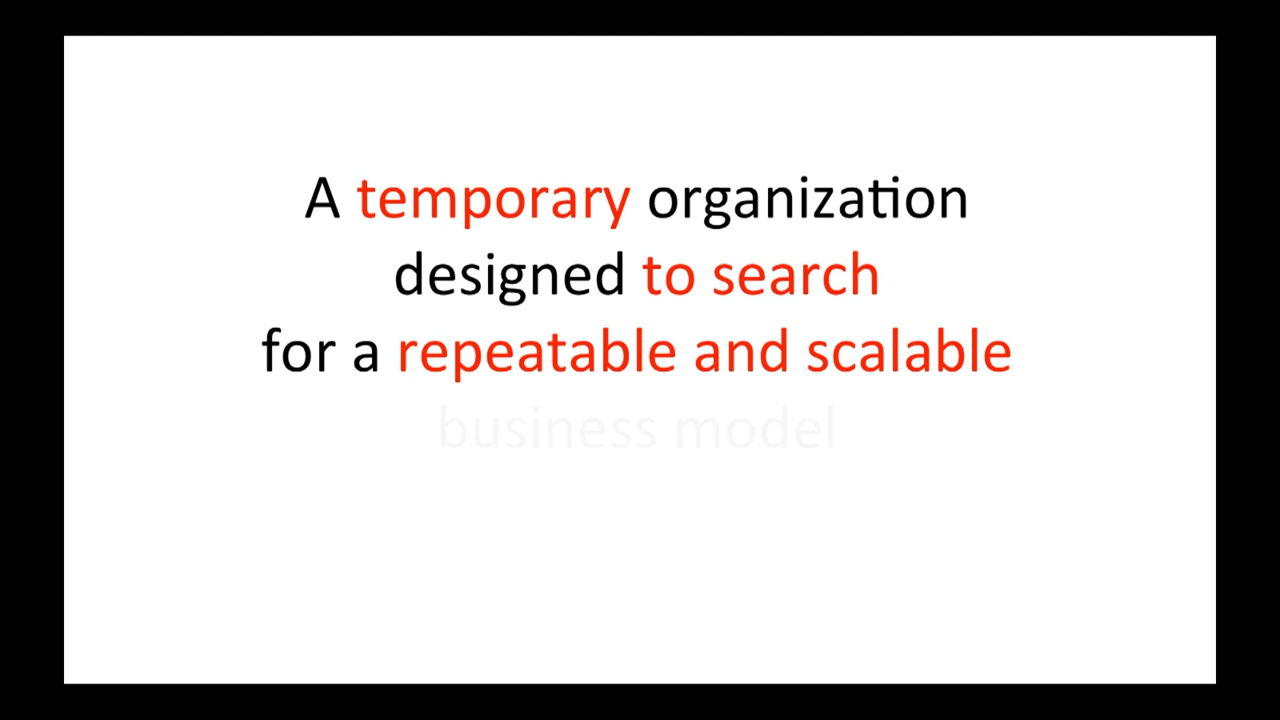 A temporary organization
designed to search
for a repeatable and scalable
business model